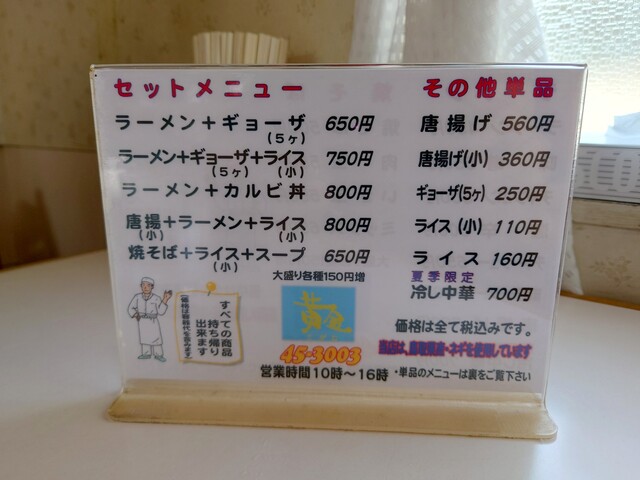 セットメニュー
ラーメン＋ギョーザ 650円
(5ヶ)
ラーメン＋ギョーザ＋ライス 750円
(5ヶ) (小)
ラーメン＋カルビ丼 800円
唐揚＋ラーメン＋ライス 800円
(小) (小)
焼そば＋ライス＋スープ 650円
(小)
大盛り各種150円増
すべての商品
持ち帰り
出来ます
45-3003
営業時間10時～16時
その他単品
唐揚げ 560円
唐揚げ(小) 360円
ギョーザ(5ヶ) 250円
ライス(小) 110円
ライス 160円
夏季限定
冷し中華 700円
価格は全て税込みです。
・単品のメニューは裏をご覧下さい